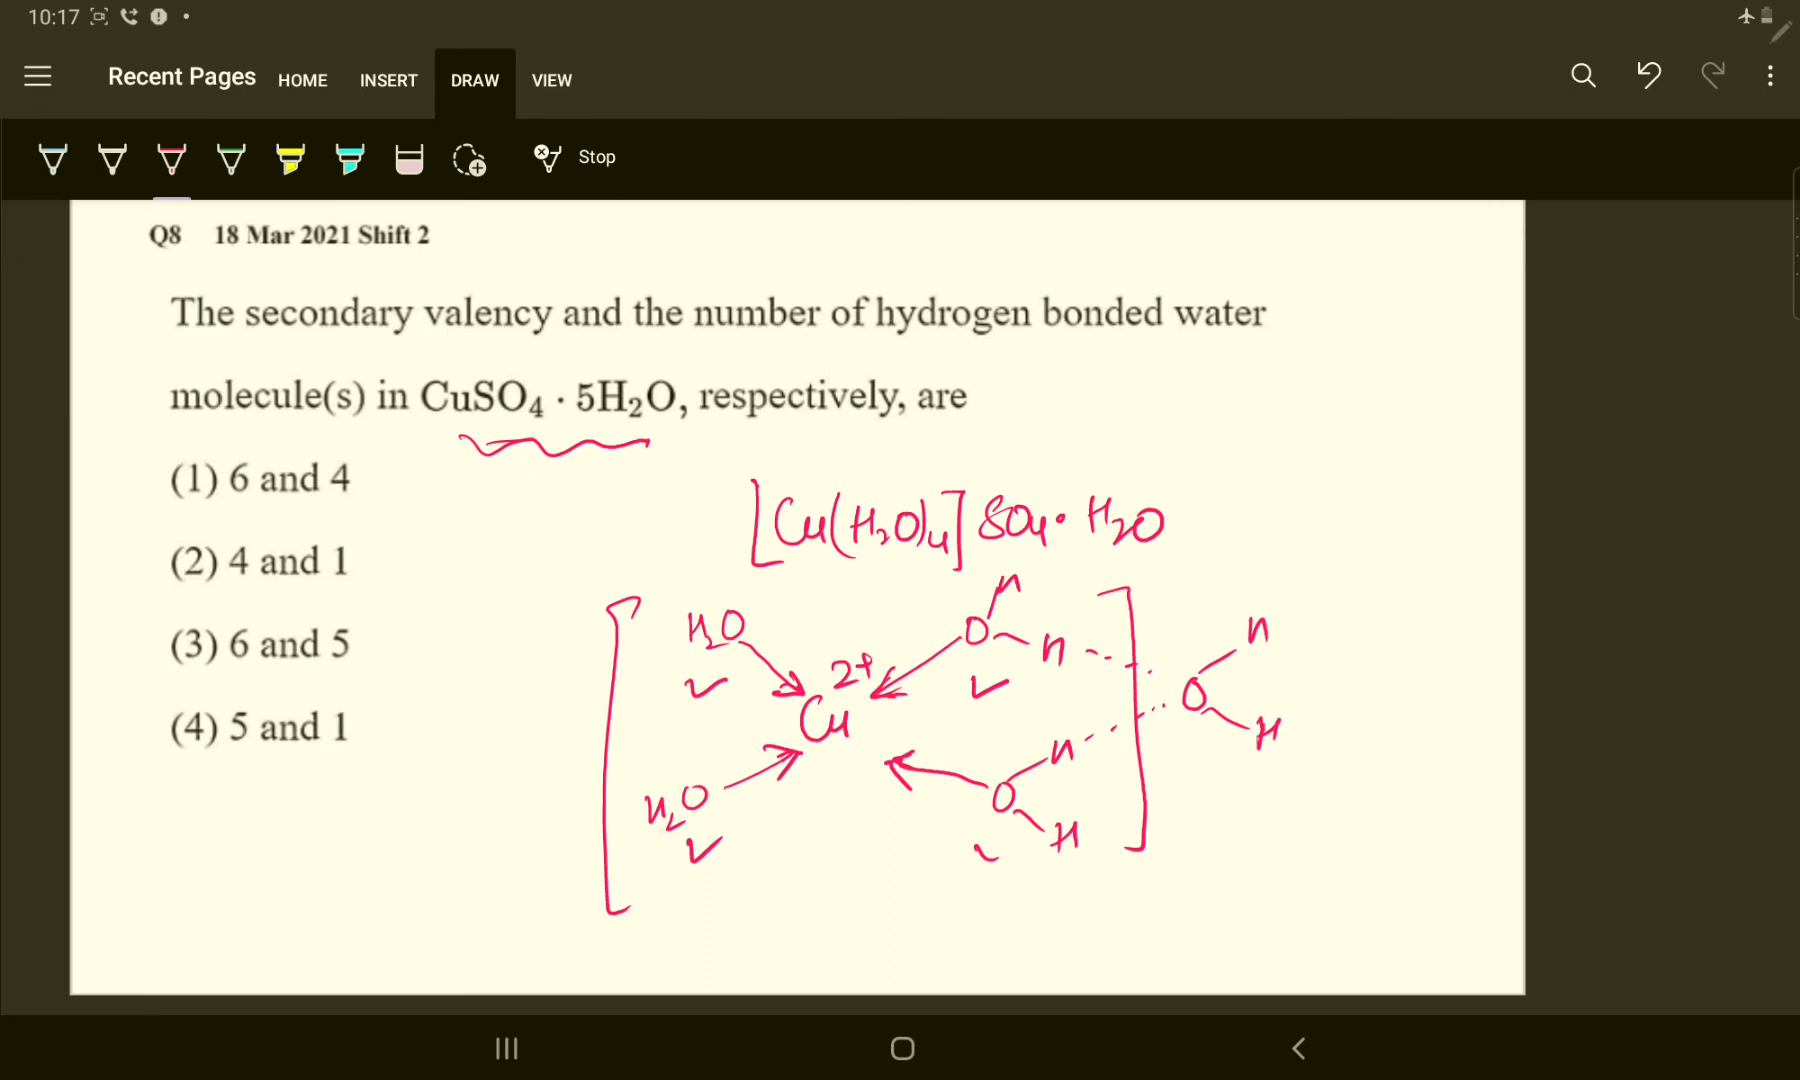 10:17
Recent Pages HOME INSERT DRAW VIEW
Stop
Q8 18 Mar 2021 Shift 2
The secondary valency and the number of hydrogen bonded water
molecule(s) in CuSO₄ · 5H₂O, respectively, are
(1) 6 and 4
(2) 4 and 1
(3) 6 and 5
(4) 5 and 1
[Cu(H₂O)₄] SO₄· H₂O
H₂O O H H
Cu 2+
O H H
H₂O O H H